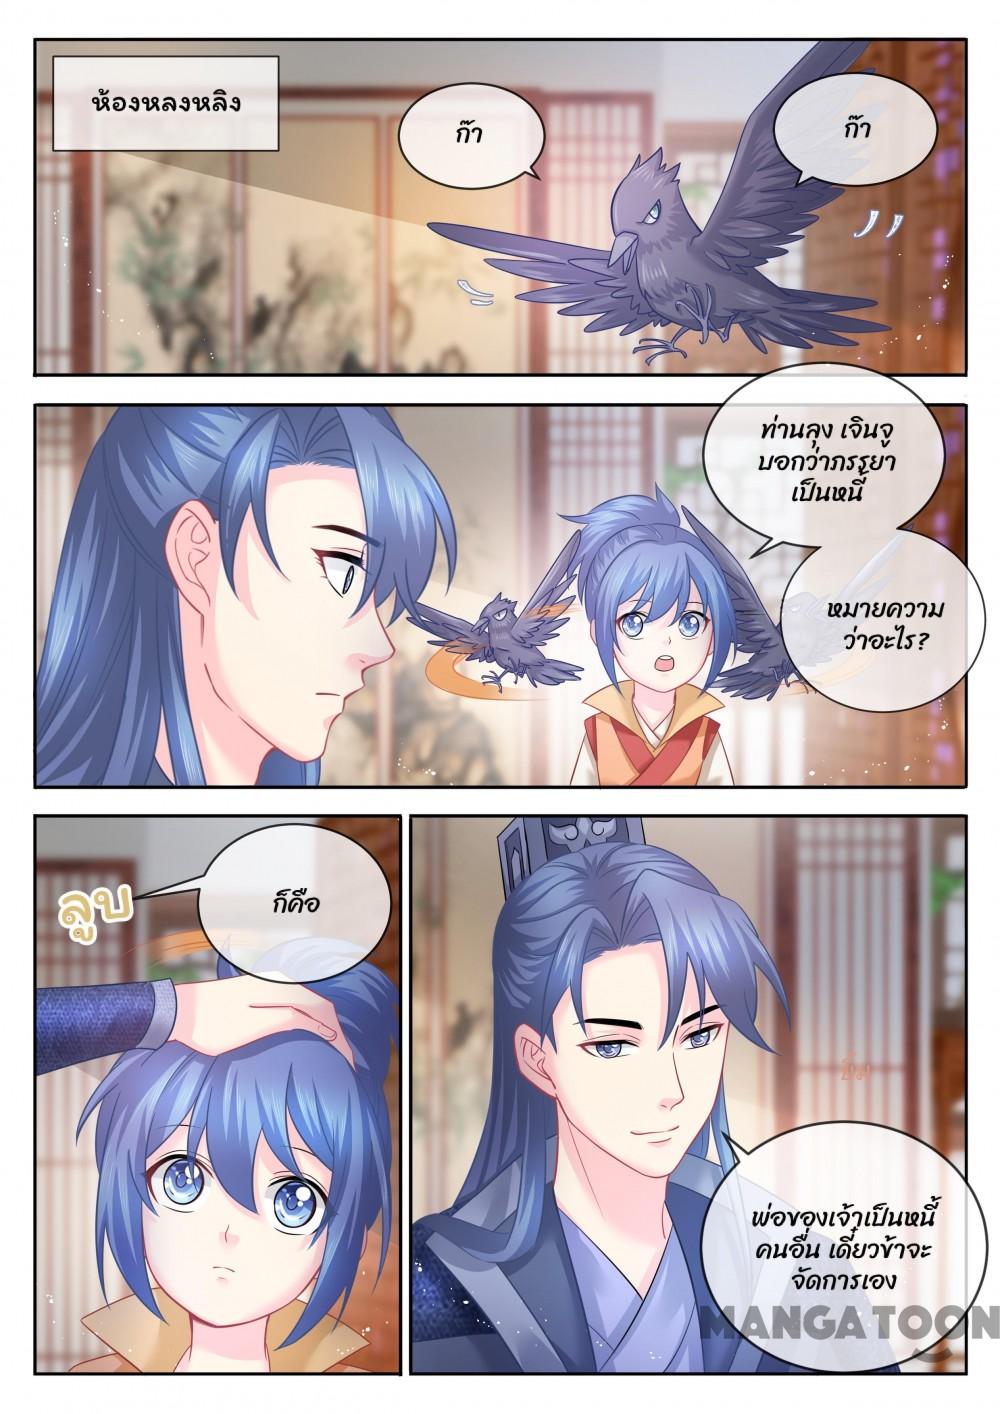 ห้องหลงหลิง
ก๊า
ก๊า
ท่านลุง เจินจู
บอกว่าภรรยา
เป็นหนี้
หมายความ
ว่าอะไร?
ลูบ
ก็คือ
ยิ้ม
พ่อของเจ้าเป็นหนี้
คนอื่น เดี๋ยวข้าจะ
จัดการเอง
MANGATOON